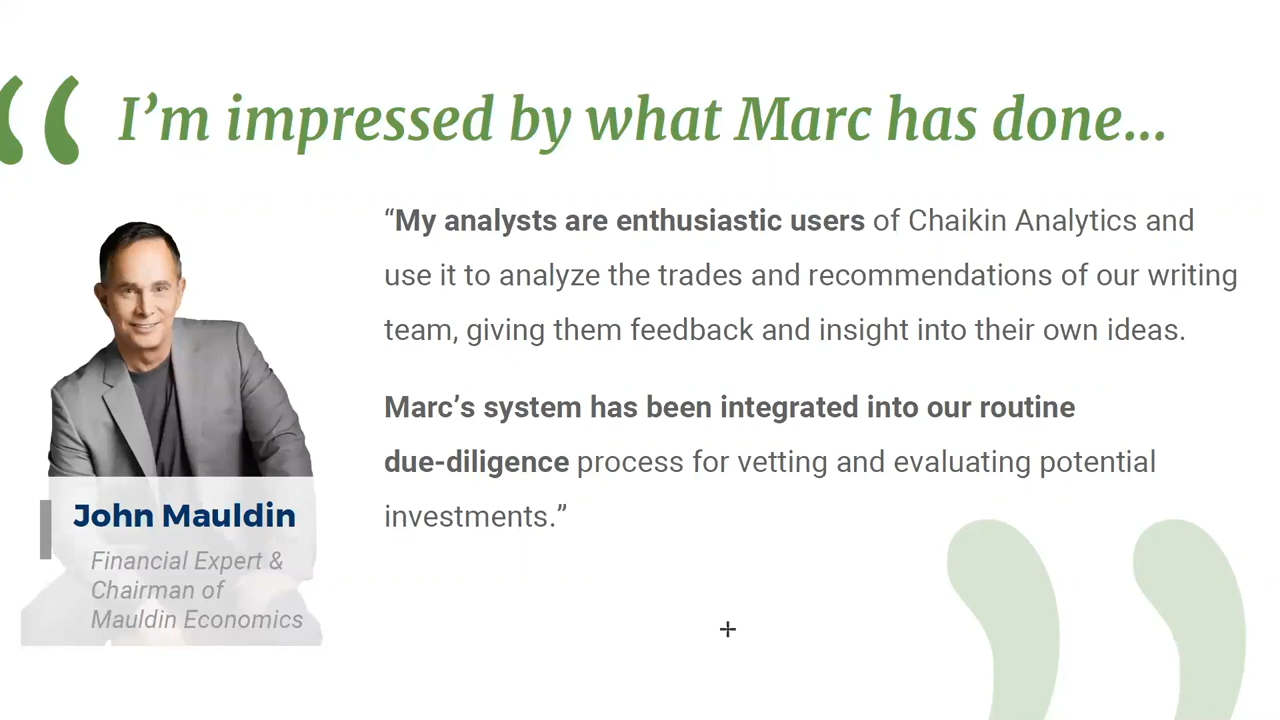 I’m impressed by what Marc has done...
“My analysts are enthusiastic users of Chaikin Analytics and
use it to analyze the trades and recommendations of our writing
team, giving them feedback and insight into their own ideas.
Marc’s system has been integrated into our routine
due-diligence process for vetting and evaluating potential
investments.”
John Mauldin
Financial Expert &
Chairman of
Mauldin Economics